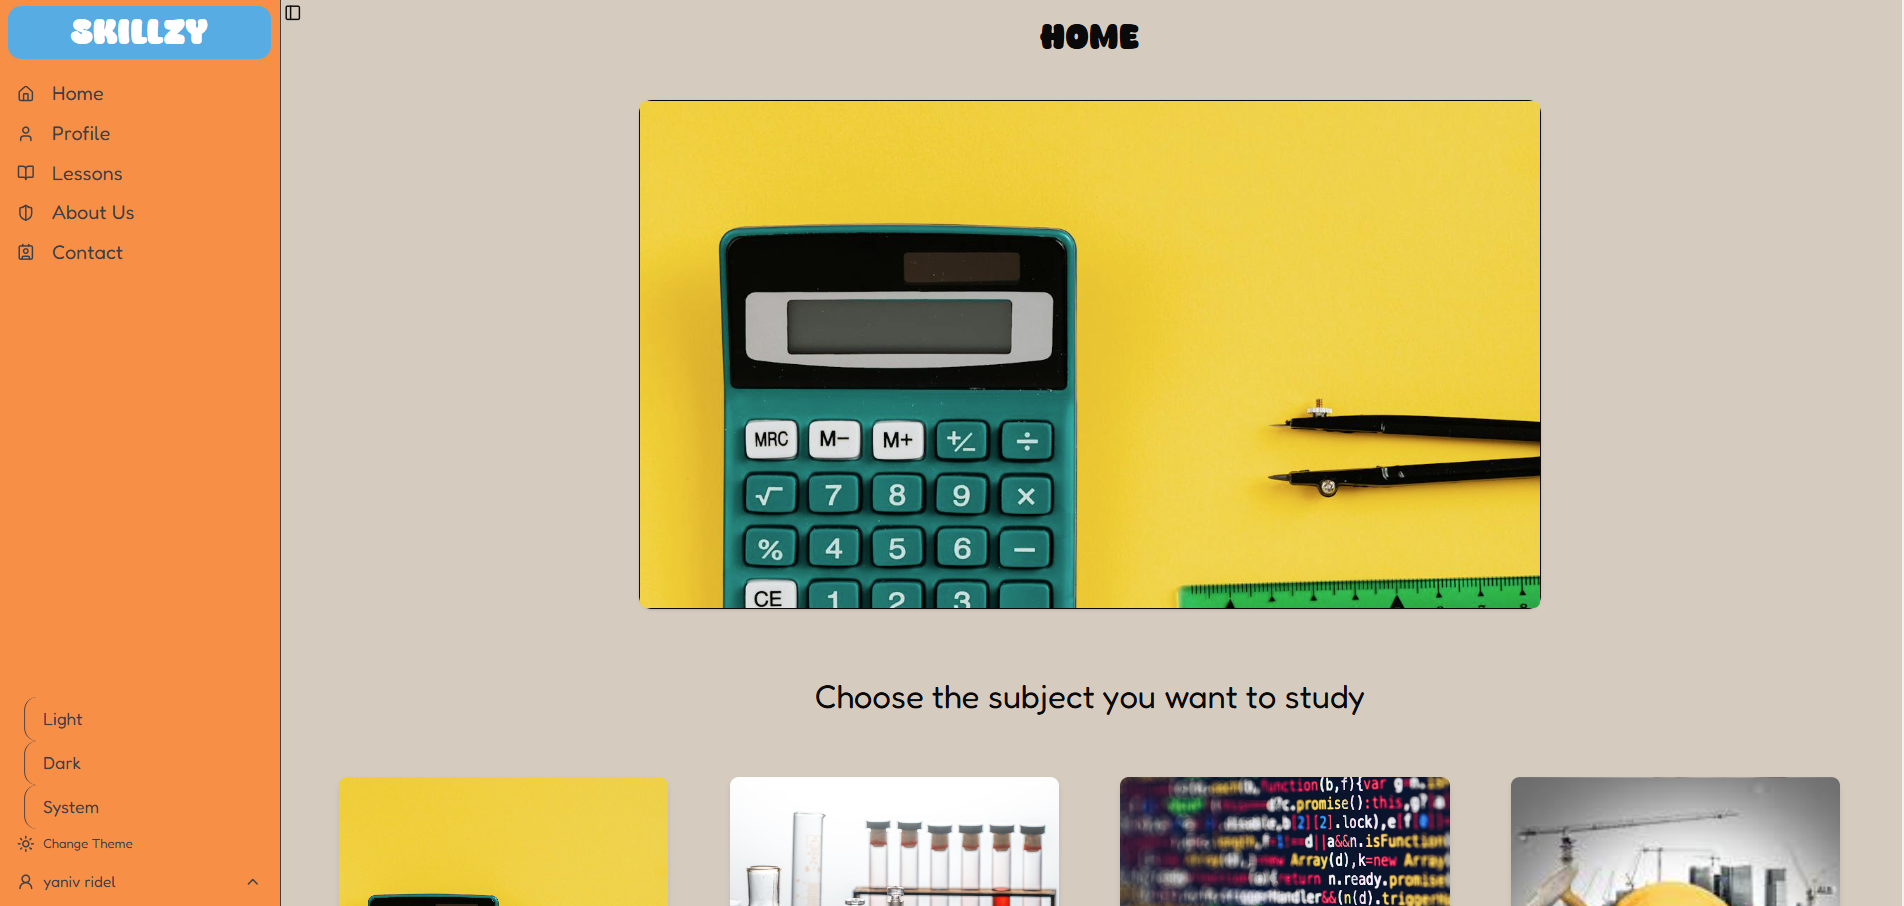 SKILLZY
Home
Profile
Lessons
About Us
Contact
Light
Dark
System
Change Theme
yaniv ridel
HOME
MRC M− M+ +/− ÷
√ 7 8 9 ×
% 4 5 6 −
CE 1 2 3
Choose the subject you want to study
function(b,f){var
c.promise():this,g?
b[2][2].lock),e[f]
d||a&&n.isFunct
Array(d),k=new Array
return n.ready.promise
Handler&&(n(d).trigger